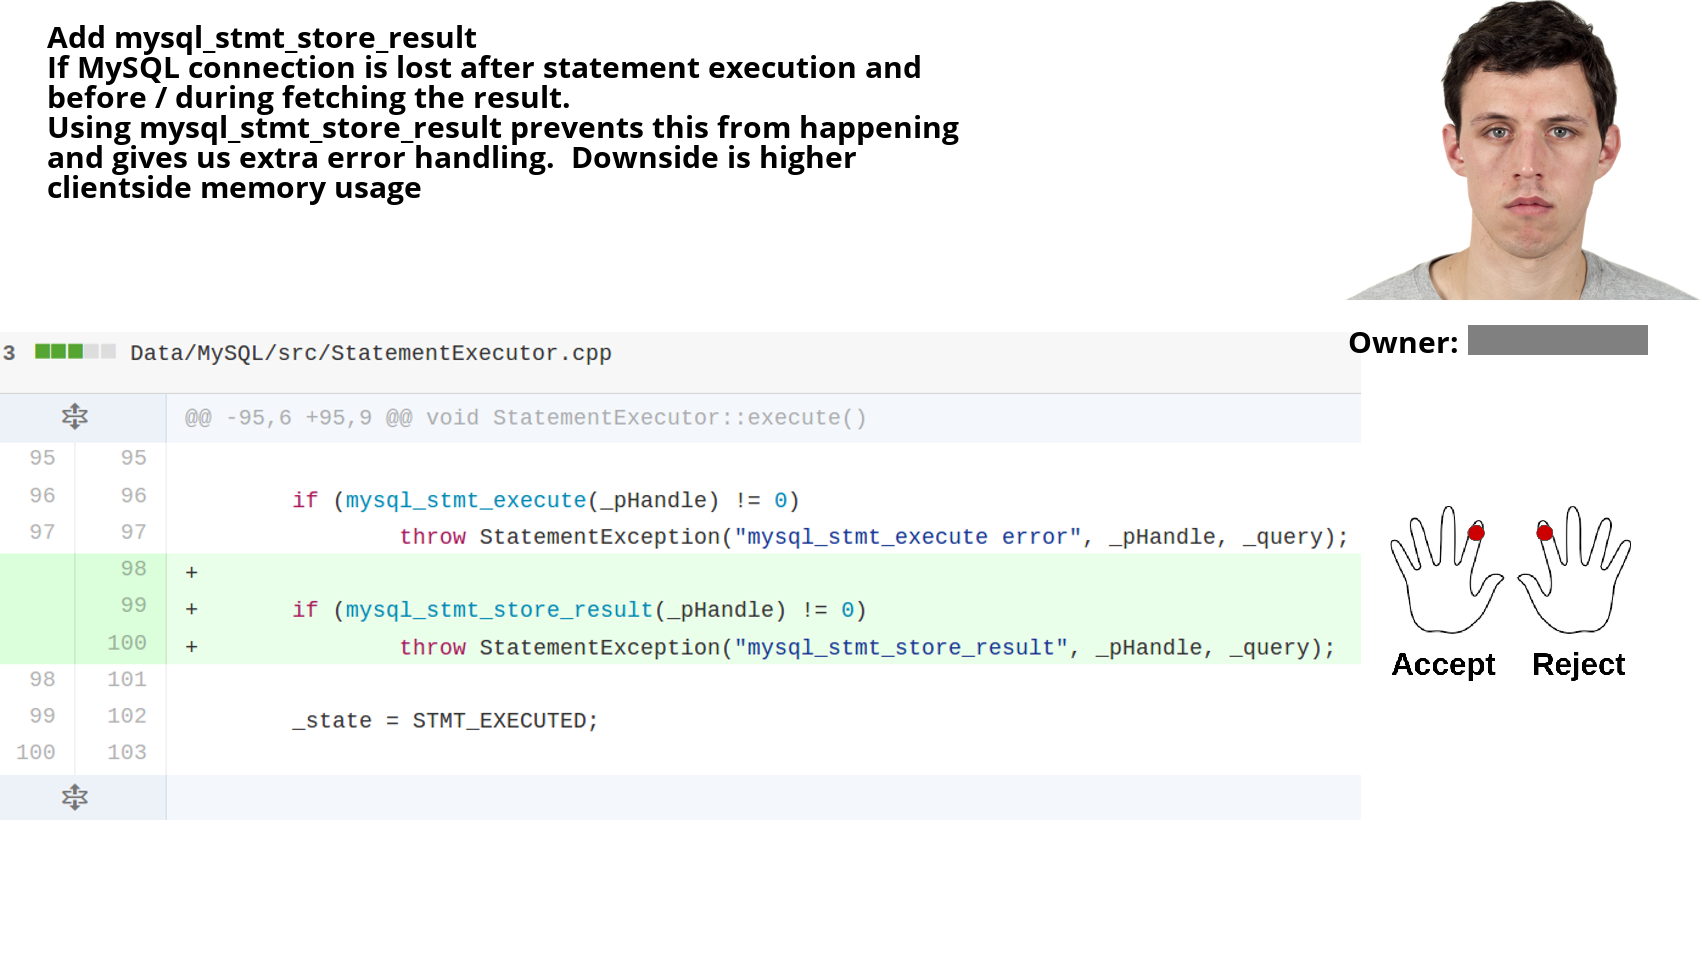 Add mysql_stmt_store_result
If MySQL connection is lost after statement execution and
before / during fetching the result.
Using mysql_stmt_store_result prevents this from happening
and gives us extra error handling.  Downside is higher
clientside memory usage
Owner:
3 Data/MySQL/src/StatementExecutor.cpp
@@ -95,6 +95,9 @@ void StatementExecutor::execute()
95 95
96 96 if (mysql_stmt_execute(_pHandle) != 0)
97 97 throw StatementException("mysql_stmt_execute error", _pHandle, _query);
98 +
99 + if (mysql_stmt_store_result(_pHandle) != 0)
100 + throw StatementException("mysql_stmt_store_result", _pHandle, _query);
98 101
99 102 _state = STMT_EXECUTED;
100 103
Accept Reject